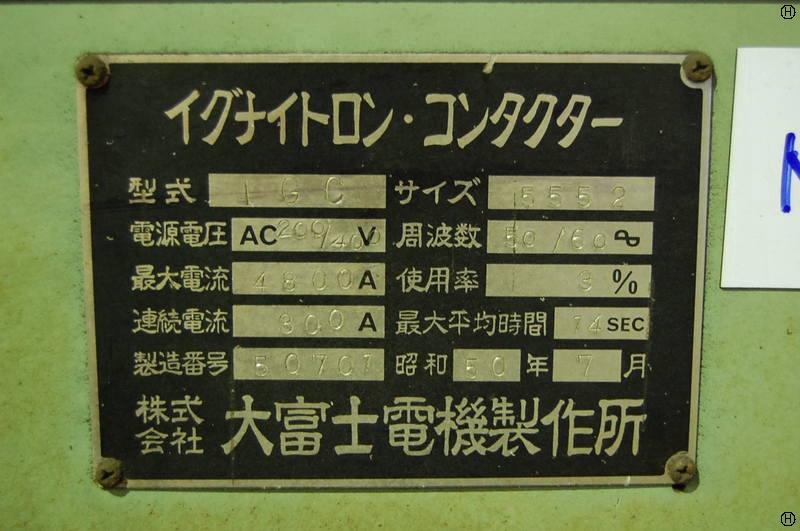 イグナイトロン・コンタクター
型式 IGC サイズ 5552
電源電圧 AC 200/400 V 周波数 50/60
最大電流 4800 A 使用率 9 %
連続電流 300 A 最大平均時間 14 SEC
製造番号 50701 昭和 50 年 7 月
株式会社 大富士電機製作所